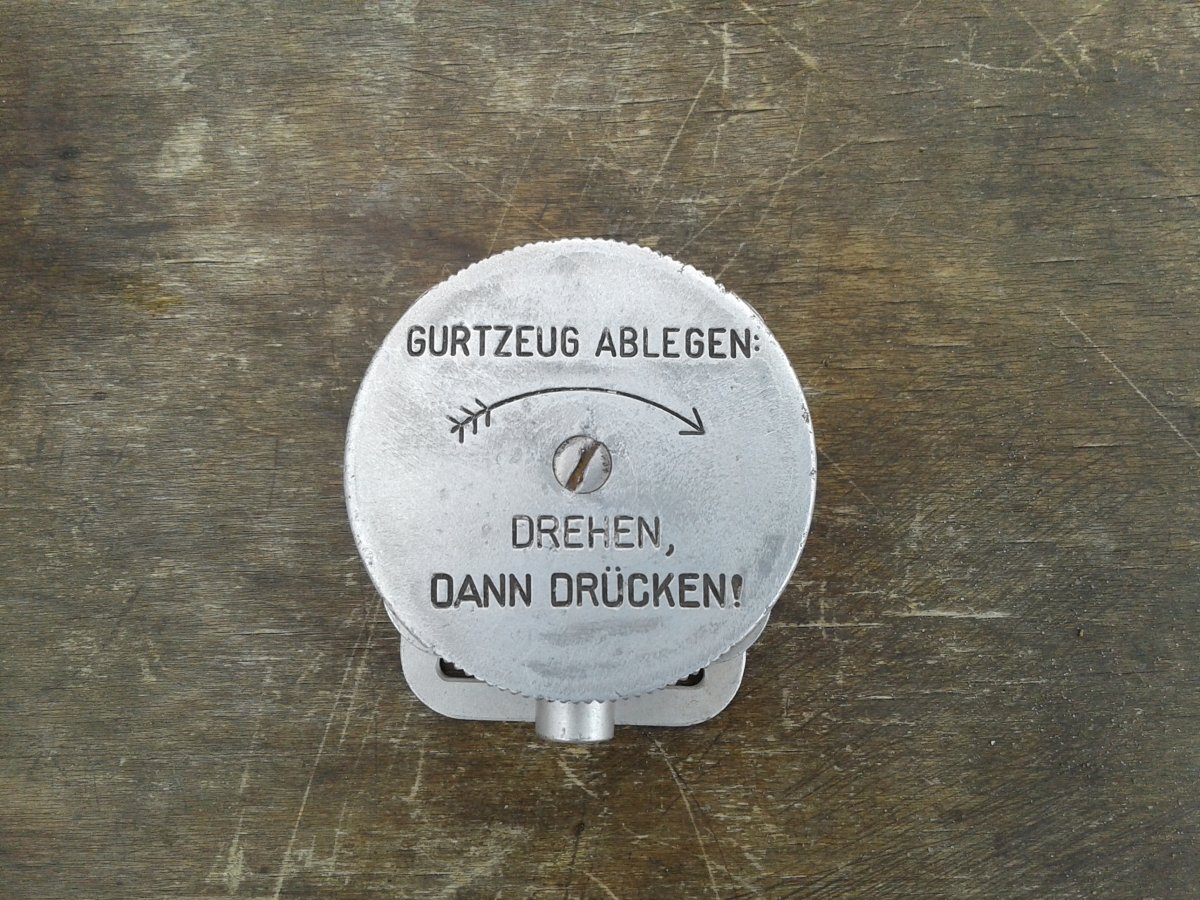 GURTZEUG ABLEGEN:
DREHEN,
DANN DRÜCKEN!